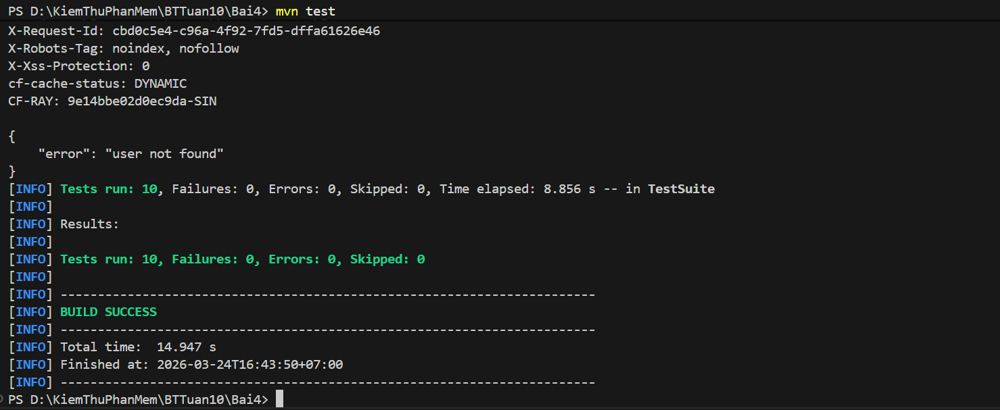 PS D:\KiemThuPhanMem\BTTuan10\Bai4> mvn test
X-Request-Id: cbd0c5e4-c96a-4f92-7fd5-dffa61626e46
X-Robots-Tag: noindex, nofollow
X-Xss-Protection: 0
cf-cache-status: DYNAMIC
CF-RAY: 9e14bbe02d0ec9da-SIN
{
    "error": "user not found"
}
[INFO] Tests run: 10, Failures: 0, Errors: 0, Skipped: 0, Time elapsed: 8.856 s -- in TestSuite
[INFO]
[INFO] Results:
[INFO]
[INFO] Tests run: 10, Failures: 0, Errors: 0, Skipped: 0
[INFO]
[INFO] ------------------------------------------------------------------------
[INFO] BUILD SUCCESS
[INFO] ------------------------------------------------------------------------
[INFO] Total time:  14.947 s
[INFO] Finished at: 2026-03-24T16:43:50+07:00
[INFO] ------------------------------------------------------------------------
PS D:\KiemThuPhanMem\BTTuan10\Bai4>